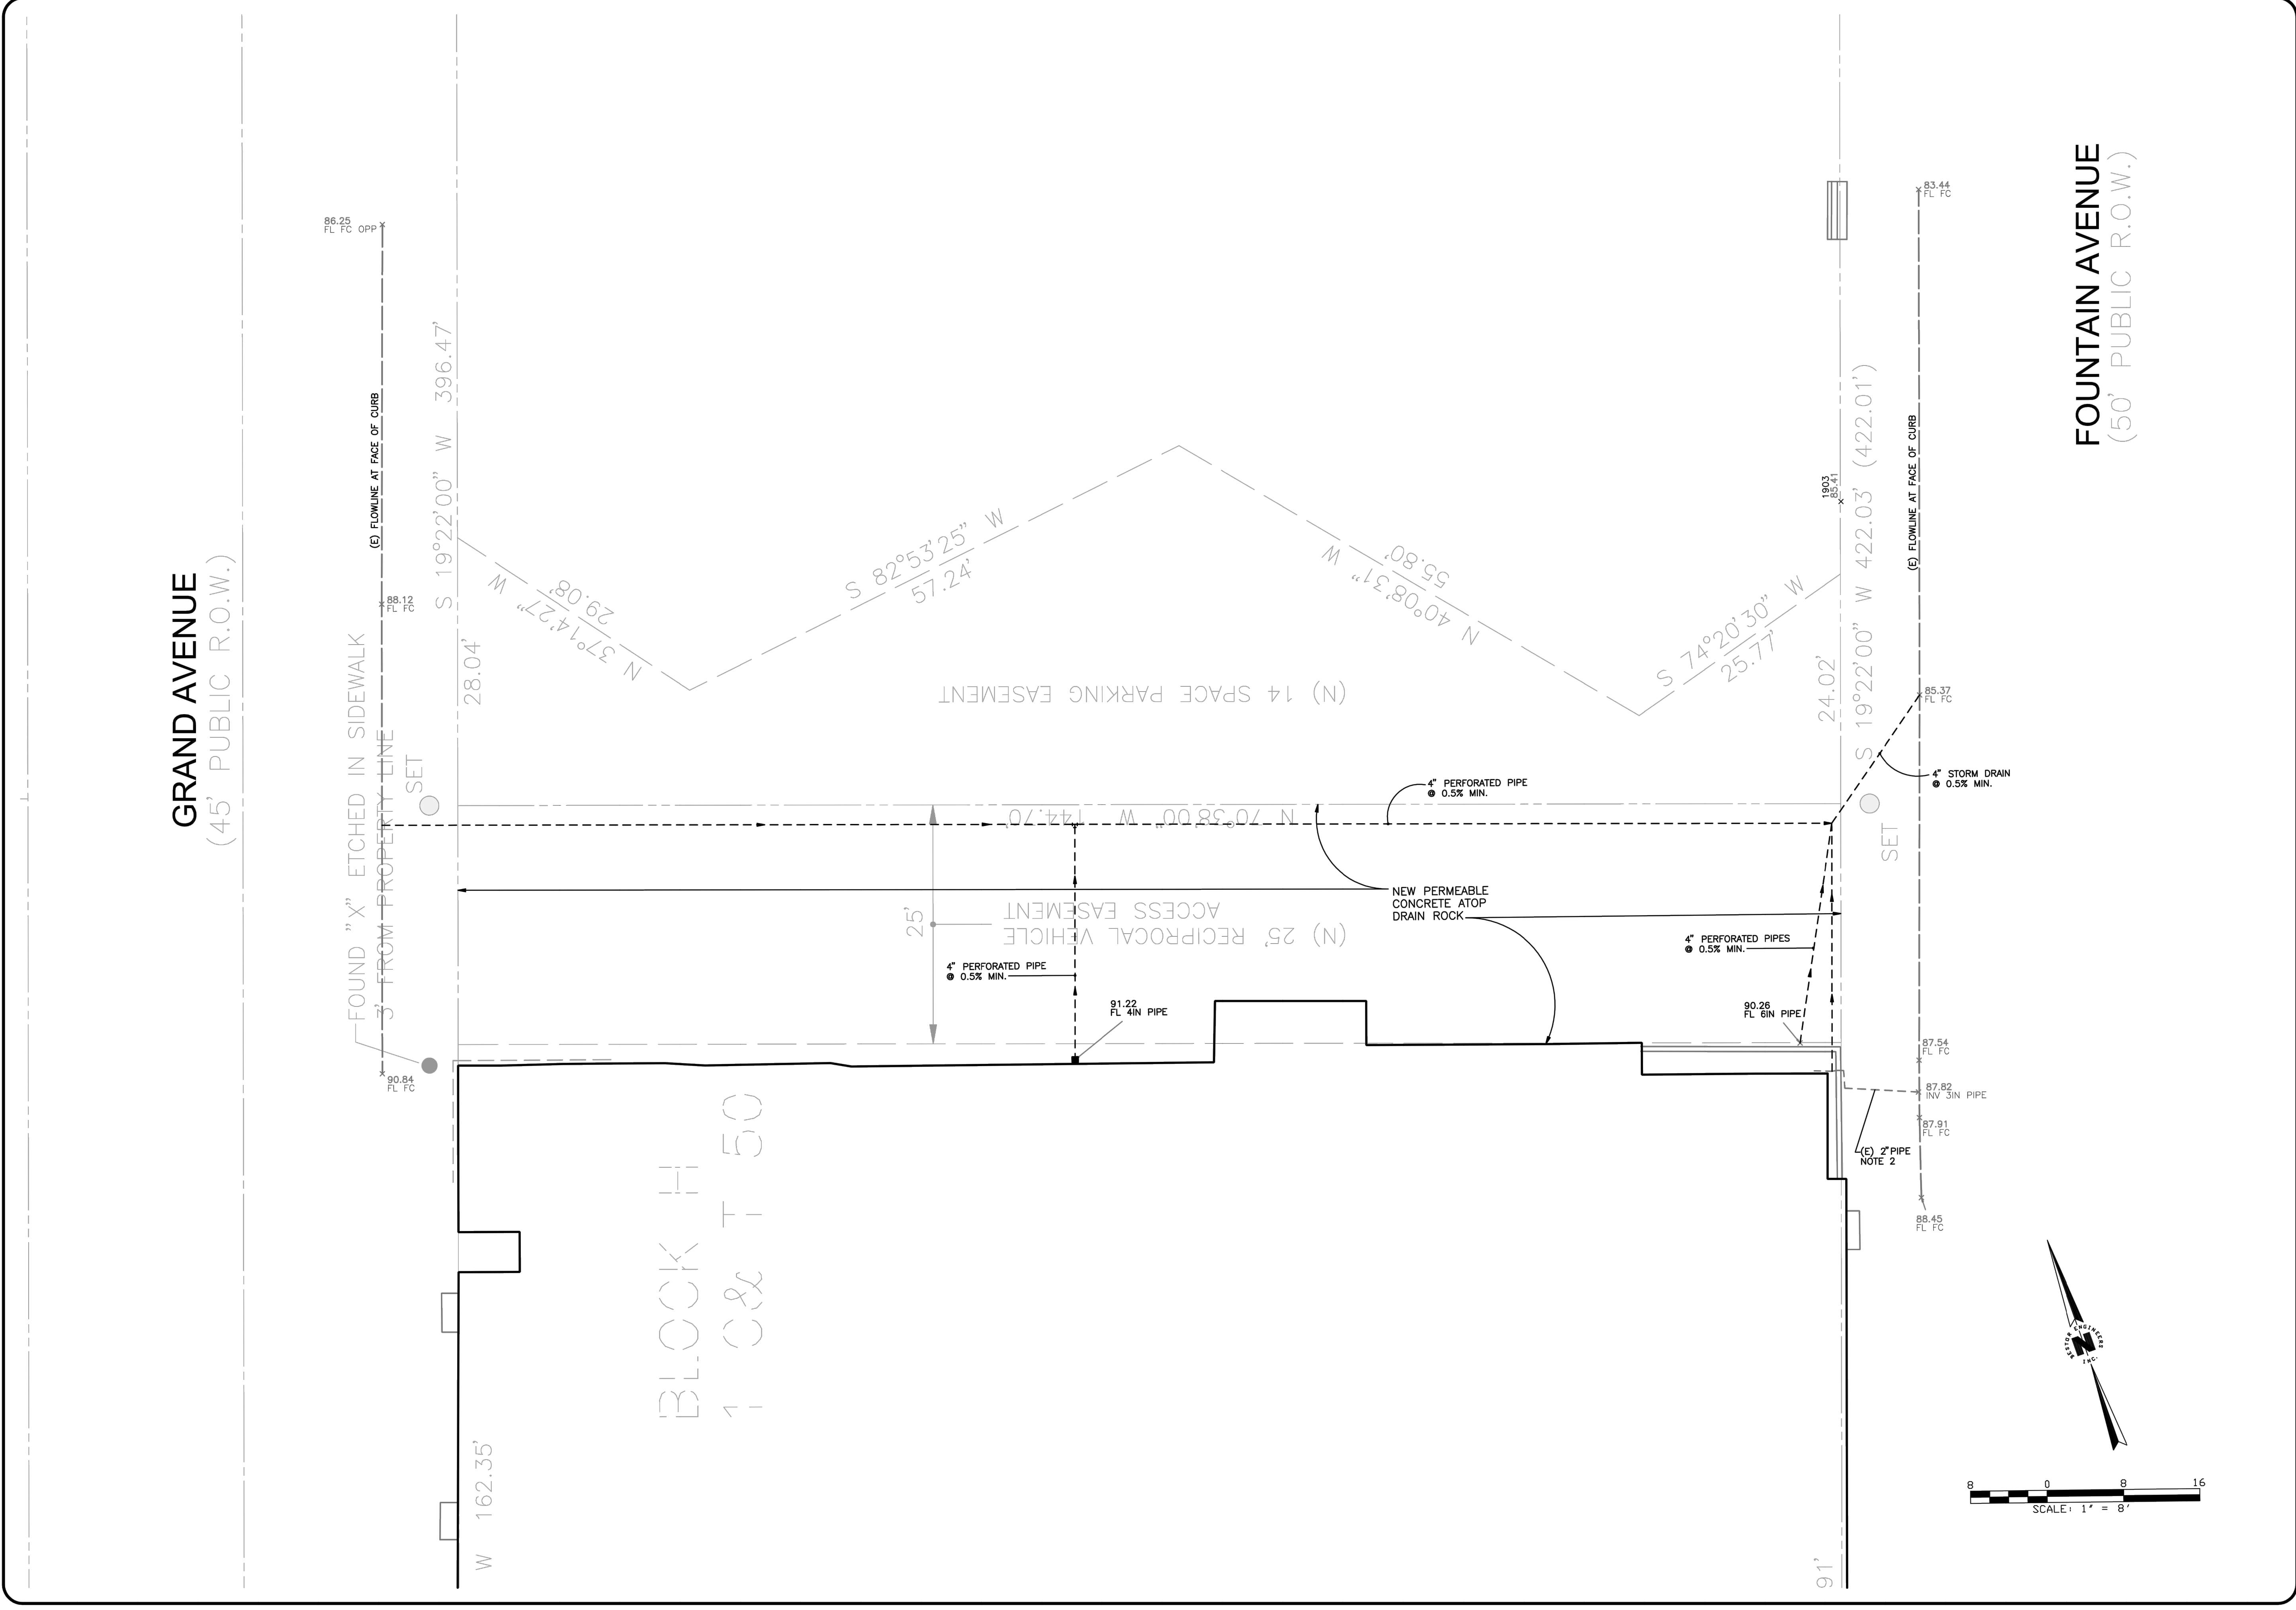 GRAND AVENUE
(45' PUBLIC R.O.W.)
FOUNTAIN AVENUE
(50' PUBLIC R.O.W.)
86.25
FL FC OPP
83.44
FL FC
(E) FLOWLINE AT FACE OF CURB
S 19°22'00" W 396.47'
88.12
FL FC
28.04'
N 37°14'27" W
29.08'
S 82°53'25" W
57.24'
N 40°08'31" W
55.80'
S 74°20'30" W
25.77'
1903
85.41
24.02'
S 19°22'00" W 422.03' (422.01')
(E) FLOWLINE AT FACE OF CURB
85.37
FL FC
(N) 14 SPACE PARKING EASEMENT
FOUND "X" ETCHED IN SIDEWALK
3' FROM PROPERTY LINE
SET
4" PERFORATED PIPE
@ 0.5% MIN.
4" STORM DRAIN
@ 0.5% MIN.
N 70°38'00" W 144.70'
SET
NEW PERMEABLE
CONCRETE ATOP
DRAIN ROCK
25'
(N) 25' RECIPROCAL VEHICLE
ACCESS EASEMENT
4" PERFORATED PIPE
@ 0.5% MIN.
4" PERFORATED PIPES
@ 0.5% MIN.
91.22
FL 4IN PIPE
90.26
FL 6IN PIPE
90.84
FL FC
87.54
FL FC
87.82
INV 3IN PIPE
87.91
FL FC
(E) 2"PIPE
NOTE 2
88.45
FL FC
BLOCK H
W 162.35'
91'
BESTOR ENGINEERS
INC.
N
8 0 8 16
SCALE: 1" = 8'